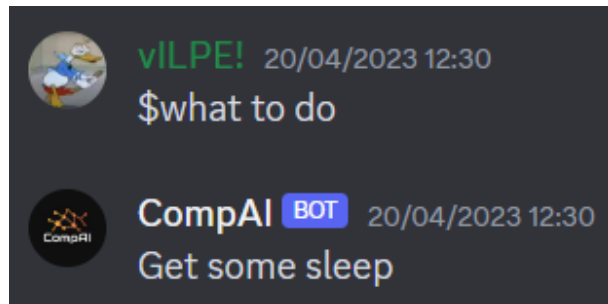 vILPE! 20/04/2023 12:30
$what to do
CompAI BOT 20/04/2023 12:30
CompAI
Get some sleep